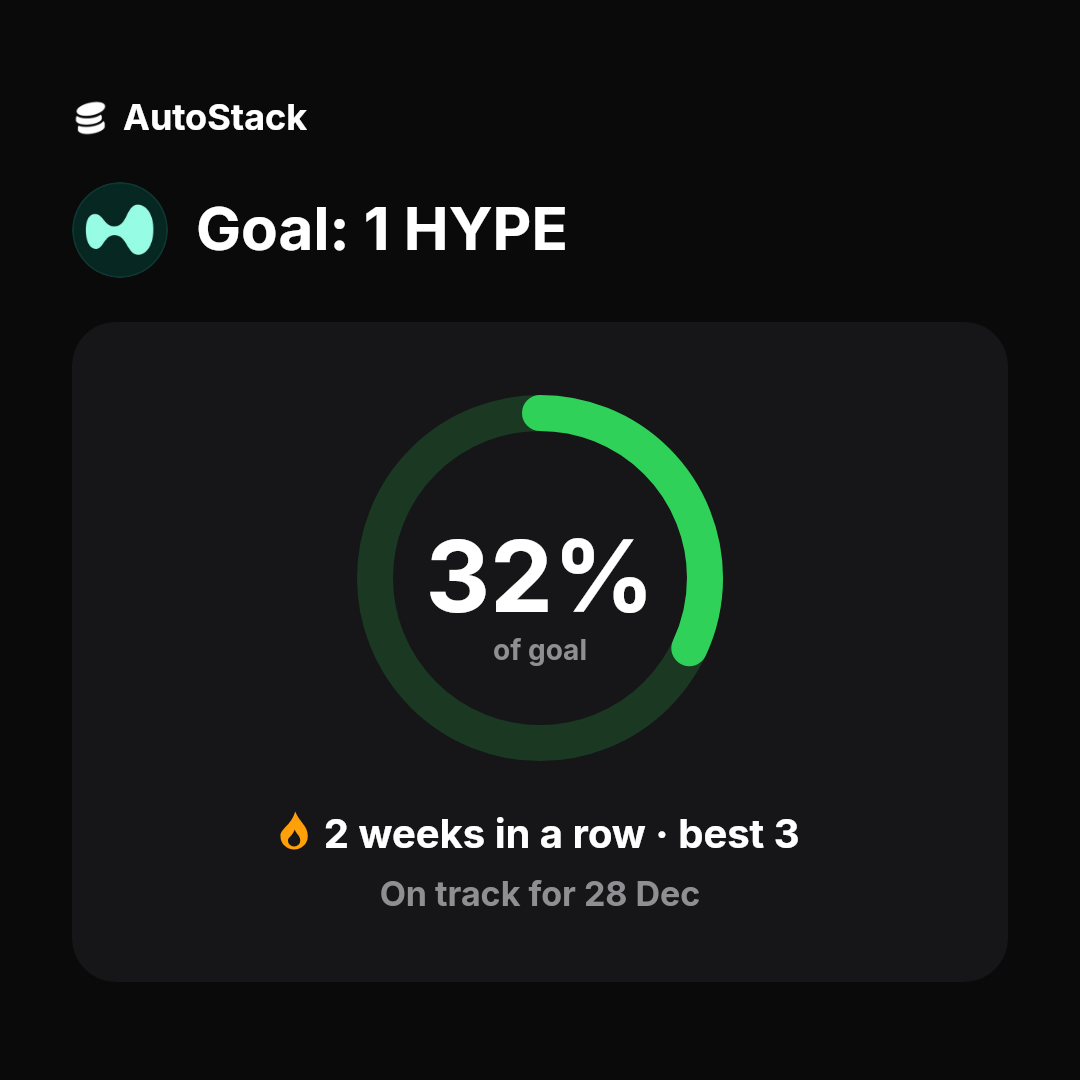 AutoStack
Goal: 1 HYPE
32%
of goal
2 weeks in a row · best 3
On track for 28 Dec